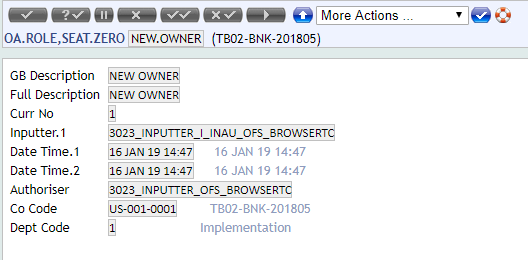 More Actions ...
OA.ROLE,SEAT.ZERO NEW.OWNER (TB02-BNK-201805)
GB Description NEW OWNER
Full Description NEW OWNER
Curr No 1
Inputter.1 3023_INPUTTER_I_INAU_OFS_BROWSERTC
Date Time.1 16 JAN 19 14:47 16 JAN 19 14:47
Date Time.2 16 JAN 19 14:47 16 JAN 19 14:47
Authoriser 3023_INPUTTER_OFS_BROWSERTC
Co Code US-001-0001 TB02-BNK-201805
Dept Code 1 Implementation